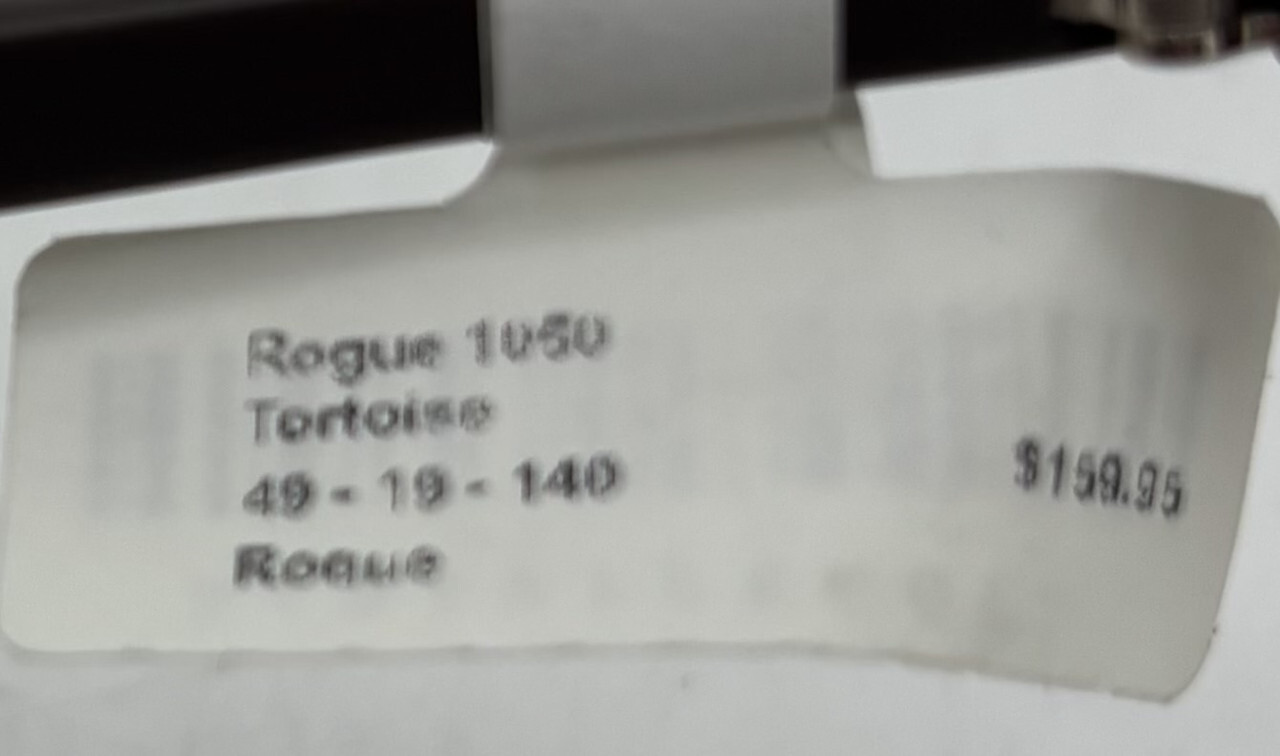 Rogue 1050
Tortoise
49 - 19 - 140
$159.95
Rogue